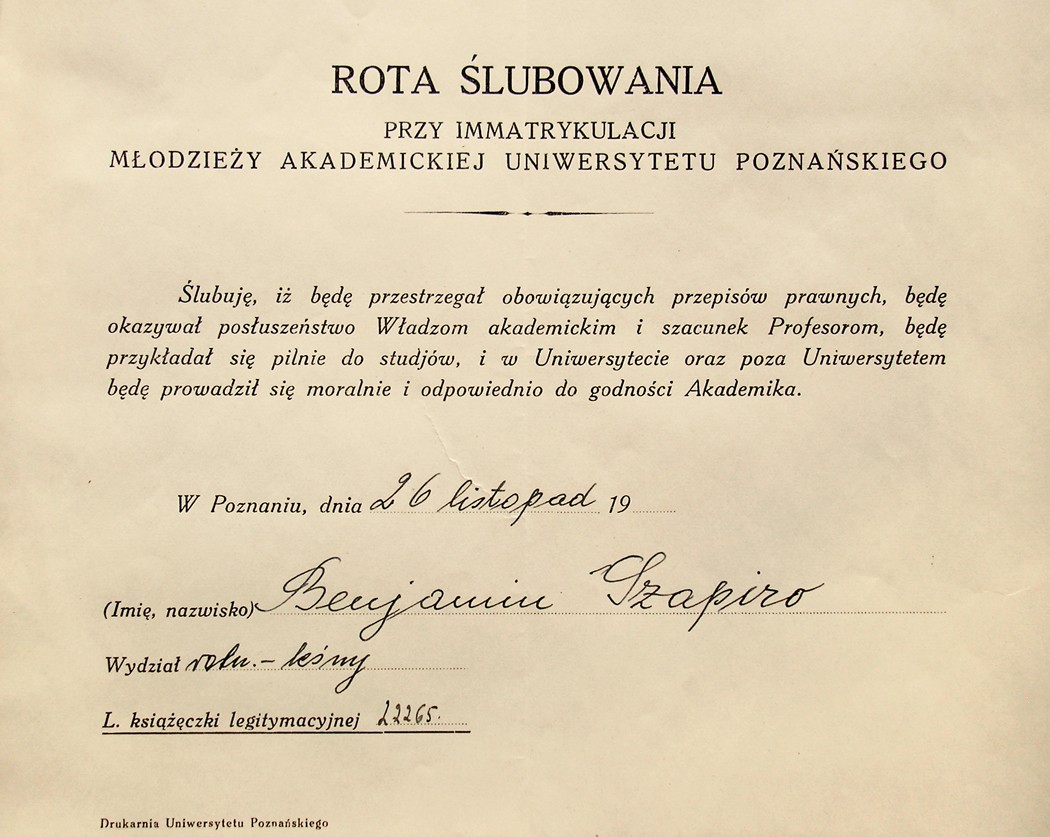 ROTA ŚLUBOWANIA
PRZY IMMATRYKULACJI
MŁODZIEŻY AKADEMICKIEJ UNIWERSYTETU POZNAŃSKIEGO
Ślubuję, iż będę przestrzegał obowiązujących przepisów prawnych, będę
okazywał posłuszeństwo Władzom akademickim i szacunek Profesorom, będę
przykładał się pilnie do studjów, i w Uniwersytecie oraz poza Uniwersytetem
będę prowadził się moralnie i odpowiednio do godności Akademika.
W Poznaniu, dnia 26 listopad 19
(Imię, nazwisko) Benjamin Szapiro
Wydział roln.- leśny
L. książęczki legitymacyjnej 22265.
Drukarnia Uniwersytetu Poznańskiego